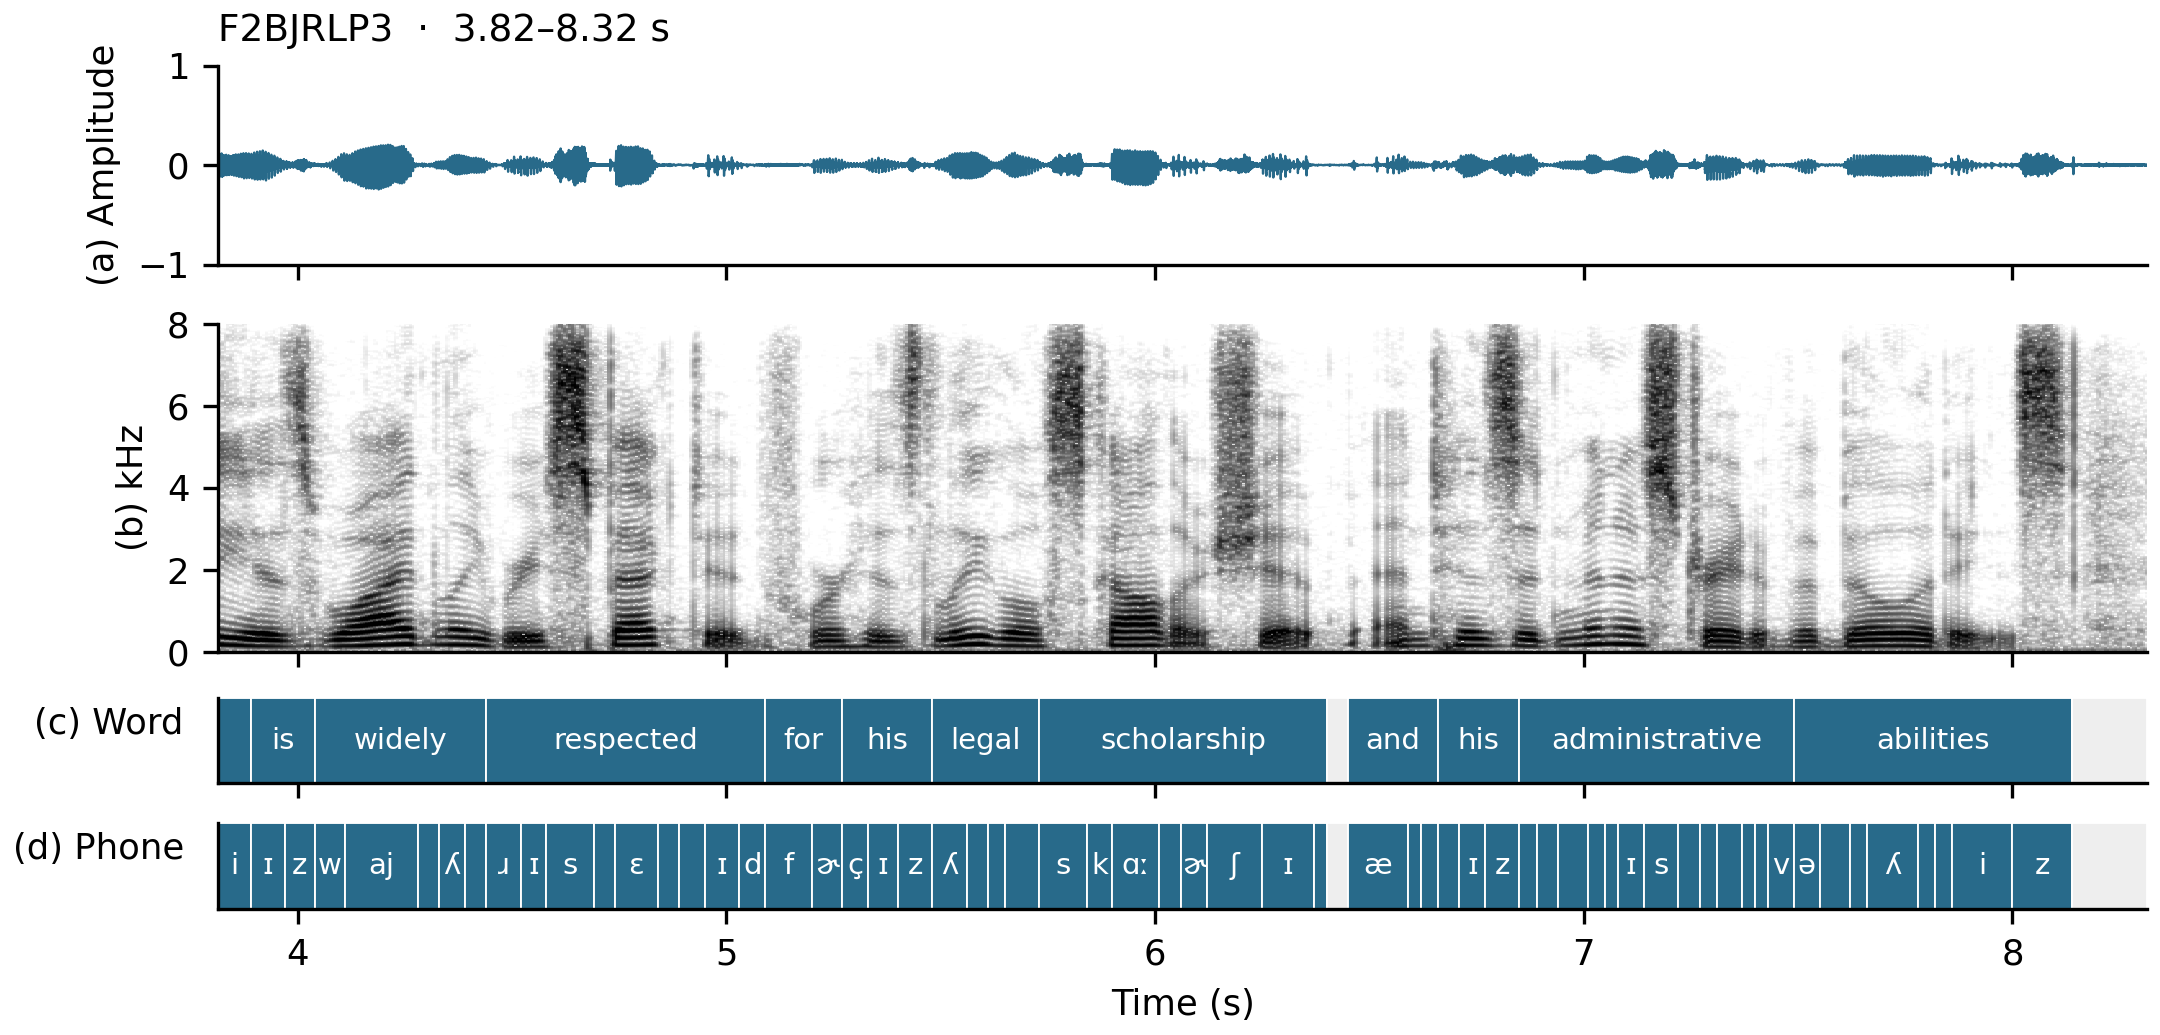 F2BJRLP3 · 3.82–8.32 s
(a) Amplitude
1
0
−1
(b) kHz
8
6
4
2
0
(c) Word
is widely respected for his legal scholarship and his administrative abilities
(d) Phone
i ɪ z w aj ʎ ɹ ɪ s ɛ ɪ d f ɚ ç ɪ z ʎ s k ɑː ɚ ʃ ɪ æ ɪ z ɪ s v ə ʎ i z
4 5 6 7 8
Time (s)